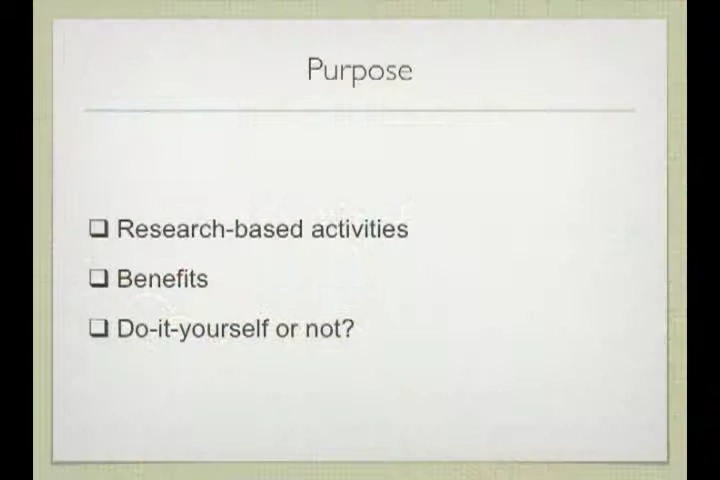 Purpose
❑ Research-based activities
❑ Benefits
❑ Do-it-yourself or not?